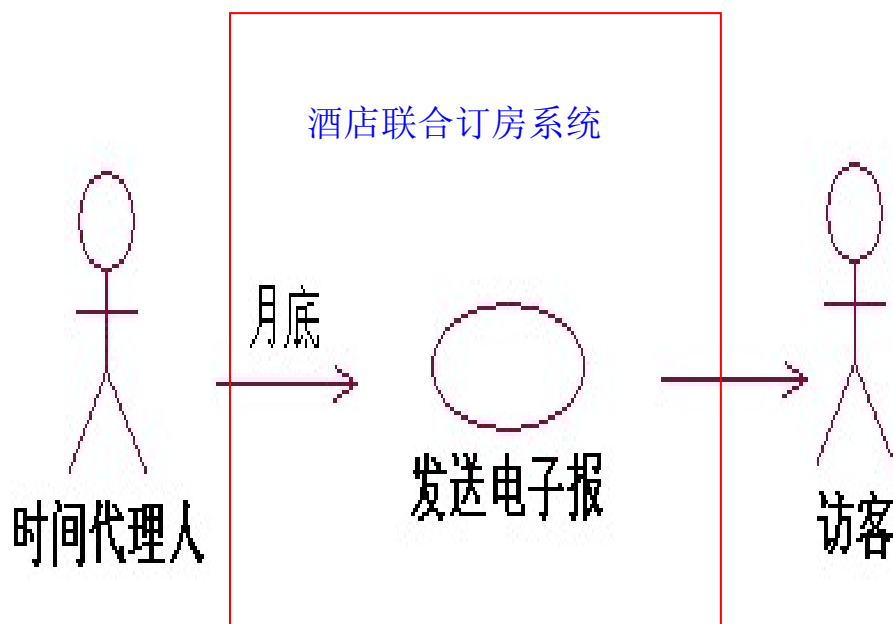 酒店联合订房系统
月底
发送电子报
时间代理人
访客